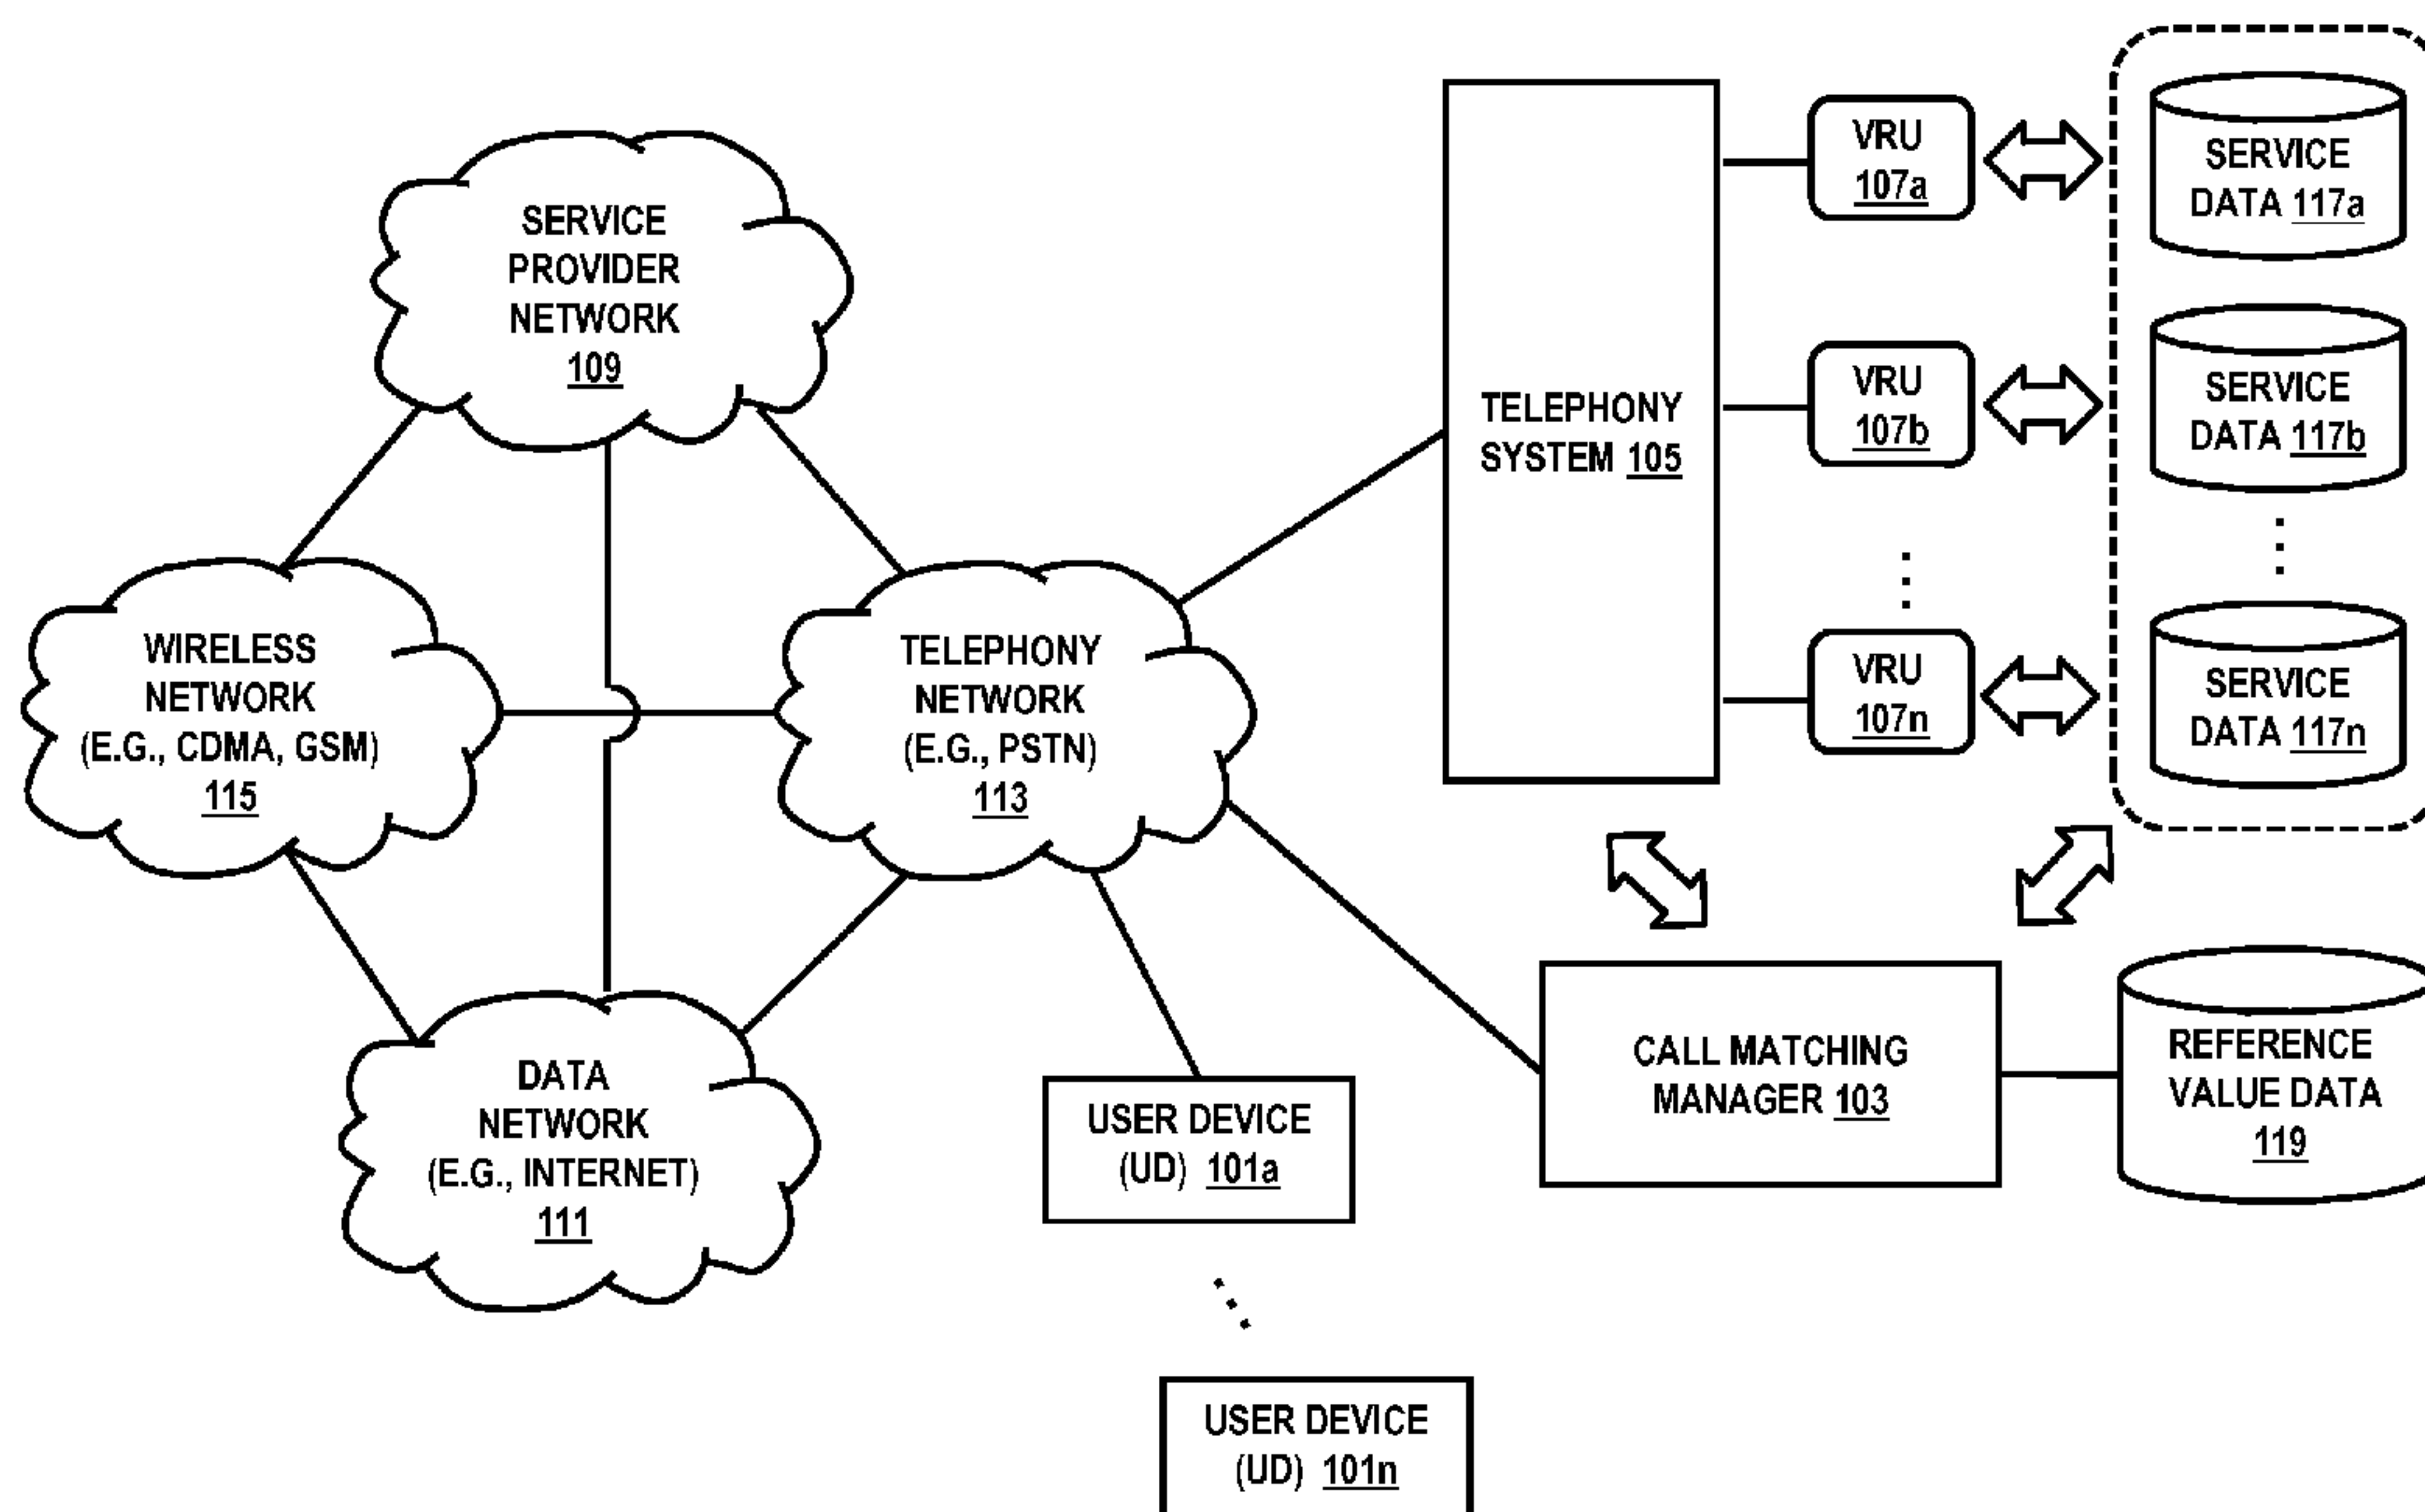 SERVICE
PROVIDER
NETWORK
109
WIRELESS
NETWORK
(E.G., CDMA, GSM)
115
TELEPHONY
NETWORK
(E.G., PSTN)
113
DATA
NETWORK
(E.G., INTERNET)
111
TELEPHONY
SYSTEM 105
VRU
107a
VRU
107b
VRU
107n
SERVICE
DATA 117a
SERVICE
DATA 117b
SERVICE
DATA 117n
CALL MATCHING
MANAGER 103
REFERENCE
VALUE DATA
119
USER DEVICE
(UD) 101a
USER DEVICE
(UD) 101n